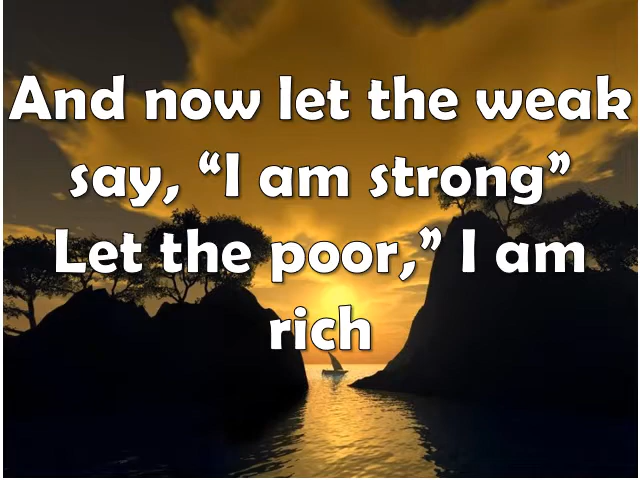 And now let the weak
say, “I am strong”
Let the poor,” I am
rich